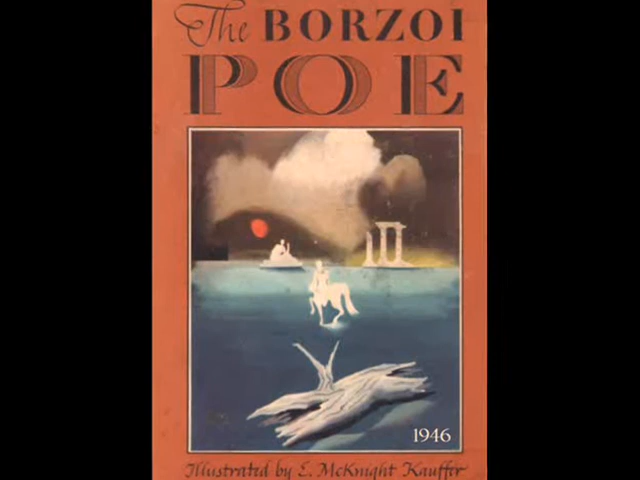 The BORZOI
POE
1946
Illustrated by E. McKnight Kauffer